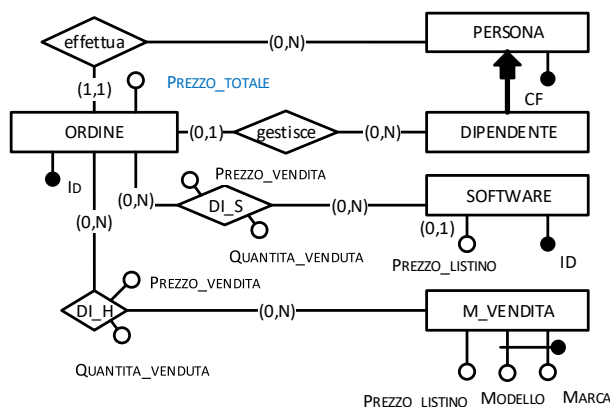 effettua
(0,N)
PERSONA
(1,1)
PREZZO_TOTALE
CF
ORDINE
(0,1)
gestisce
(0,N)
DIPENDENTE
ID
PREZZO_VENDITA
(0,N)
(0,N)
DI_S
(0,N)
SOFTWARE
(0,1)
QUANTITA_VENDUTA
PREZZO_LISTINO
ID
PREZZO_VENDITA
DI_H
(0,N)
M_VENDITA
QUANTITA_VENDUTA
PREZZO_LISTINO
MODELLO
MARCA